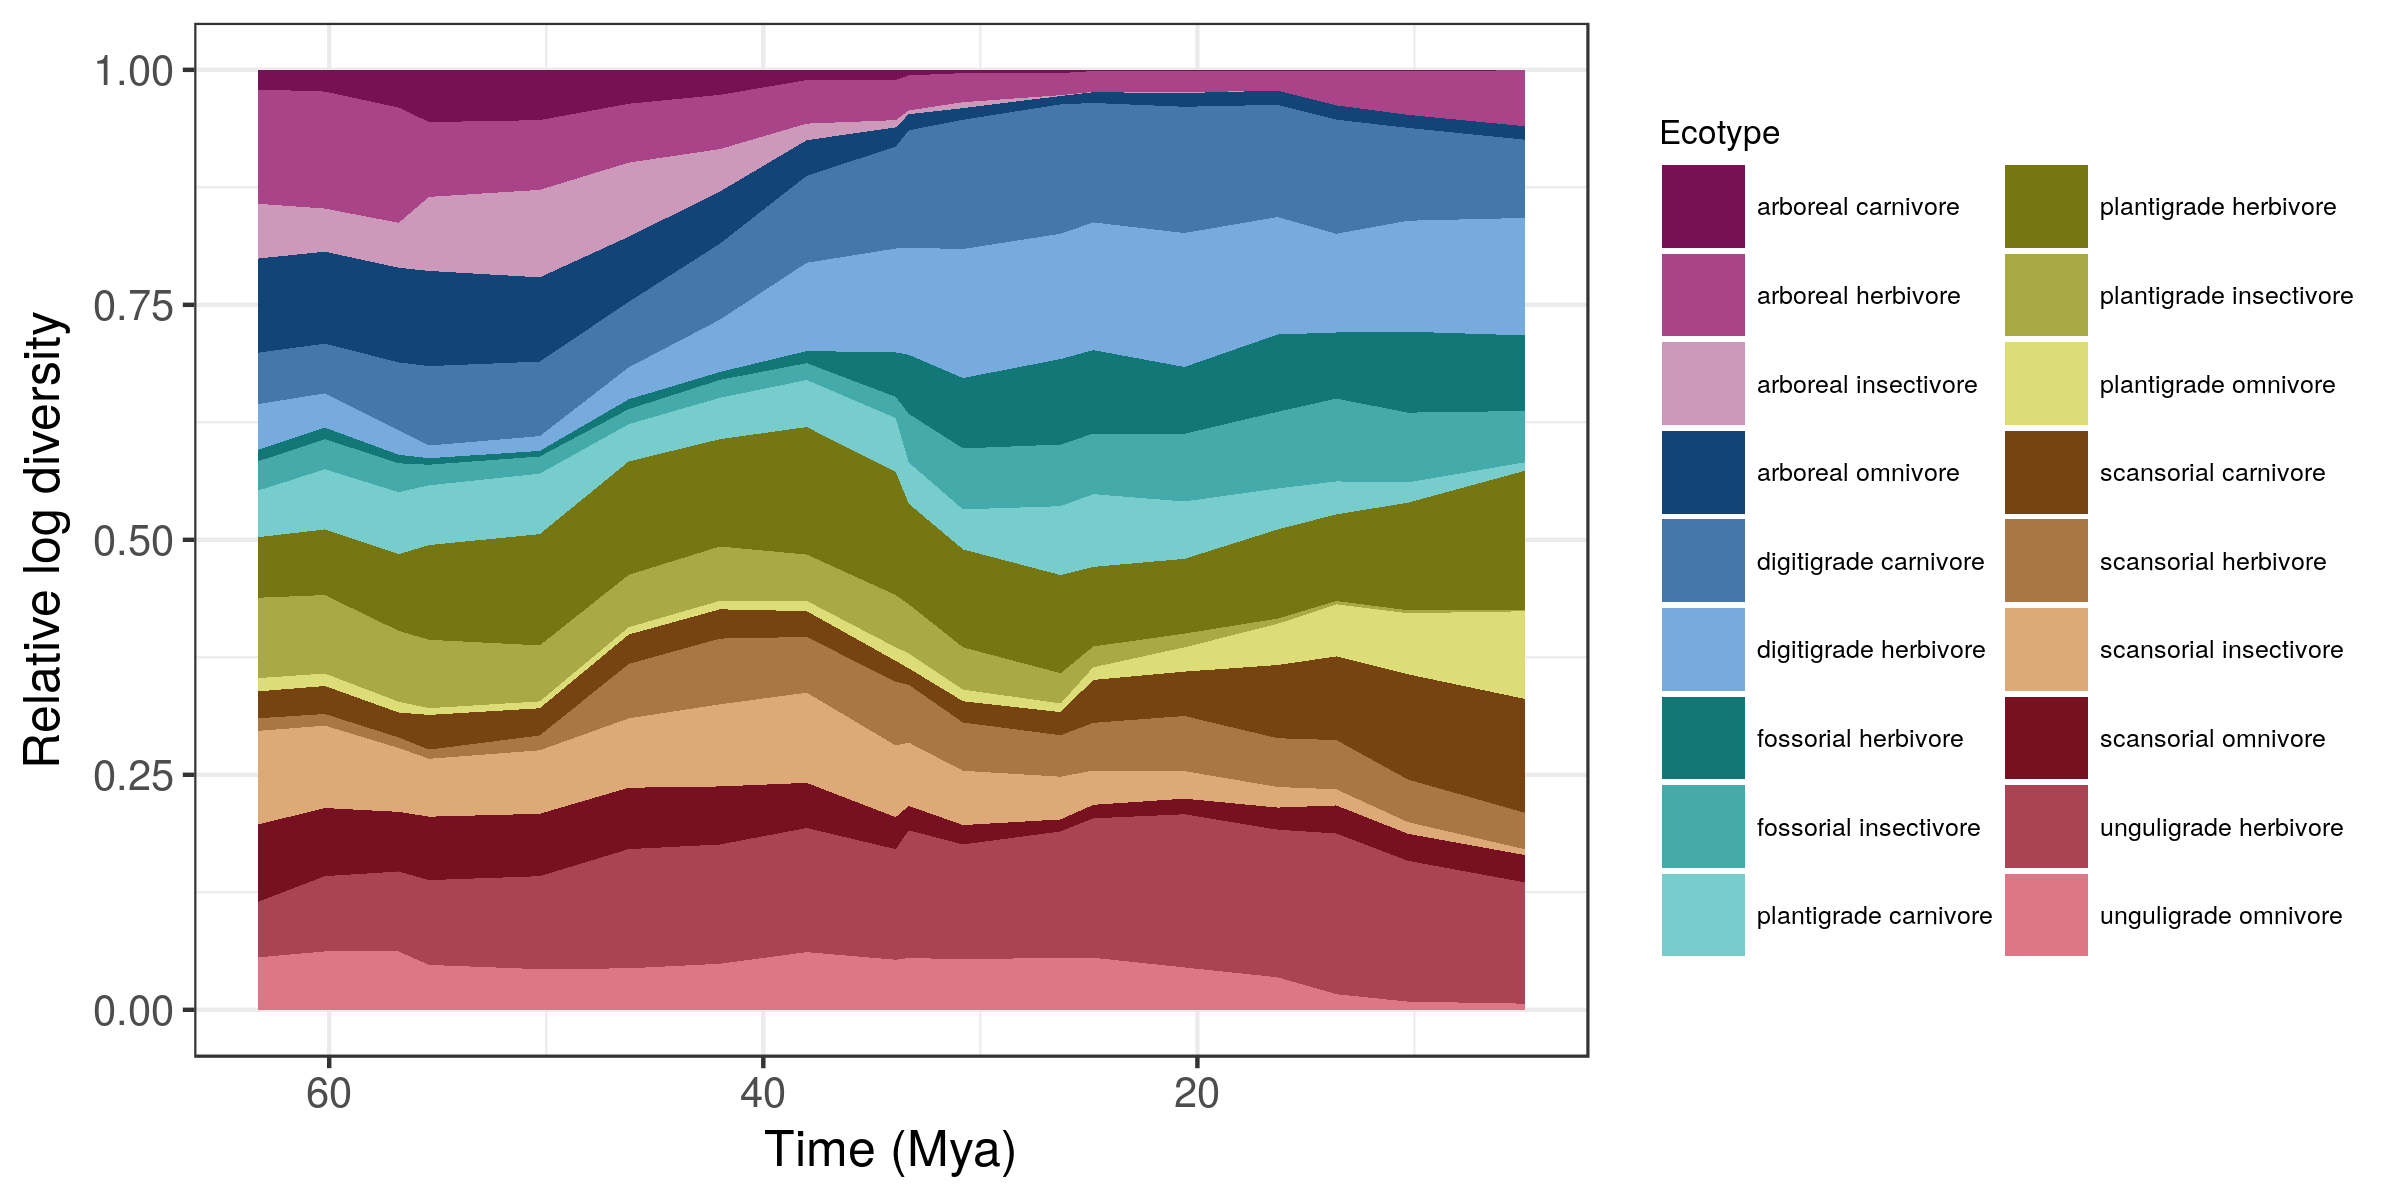 1.00
0.75
0.50
0.25
0.00
Relative log diversity
60
40
20
Time (Mya)
Ecotype
arboreal carnivore
arboreal herbivore
arboreal insectivore
arboreal omnivore
digitigrade carnivore
digitigrade herbivore
fossorial herbivore
fossorial insectivore
plantigrade carnivore
plantigrade herbivore
plantigrade insectivore
plantigrade omnivore
scansorial carnivore
scansorial herbivore
scansorial insectivore
scansorial omnivore
unguligrade herbivore
unguligrade omnivore